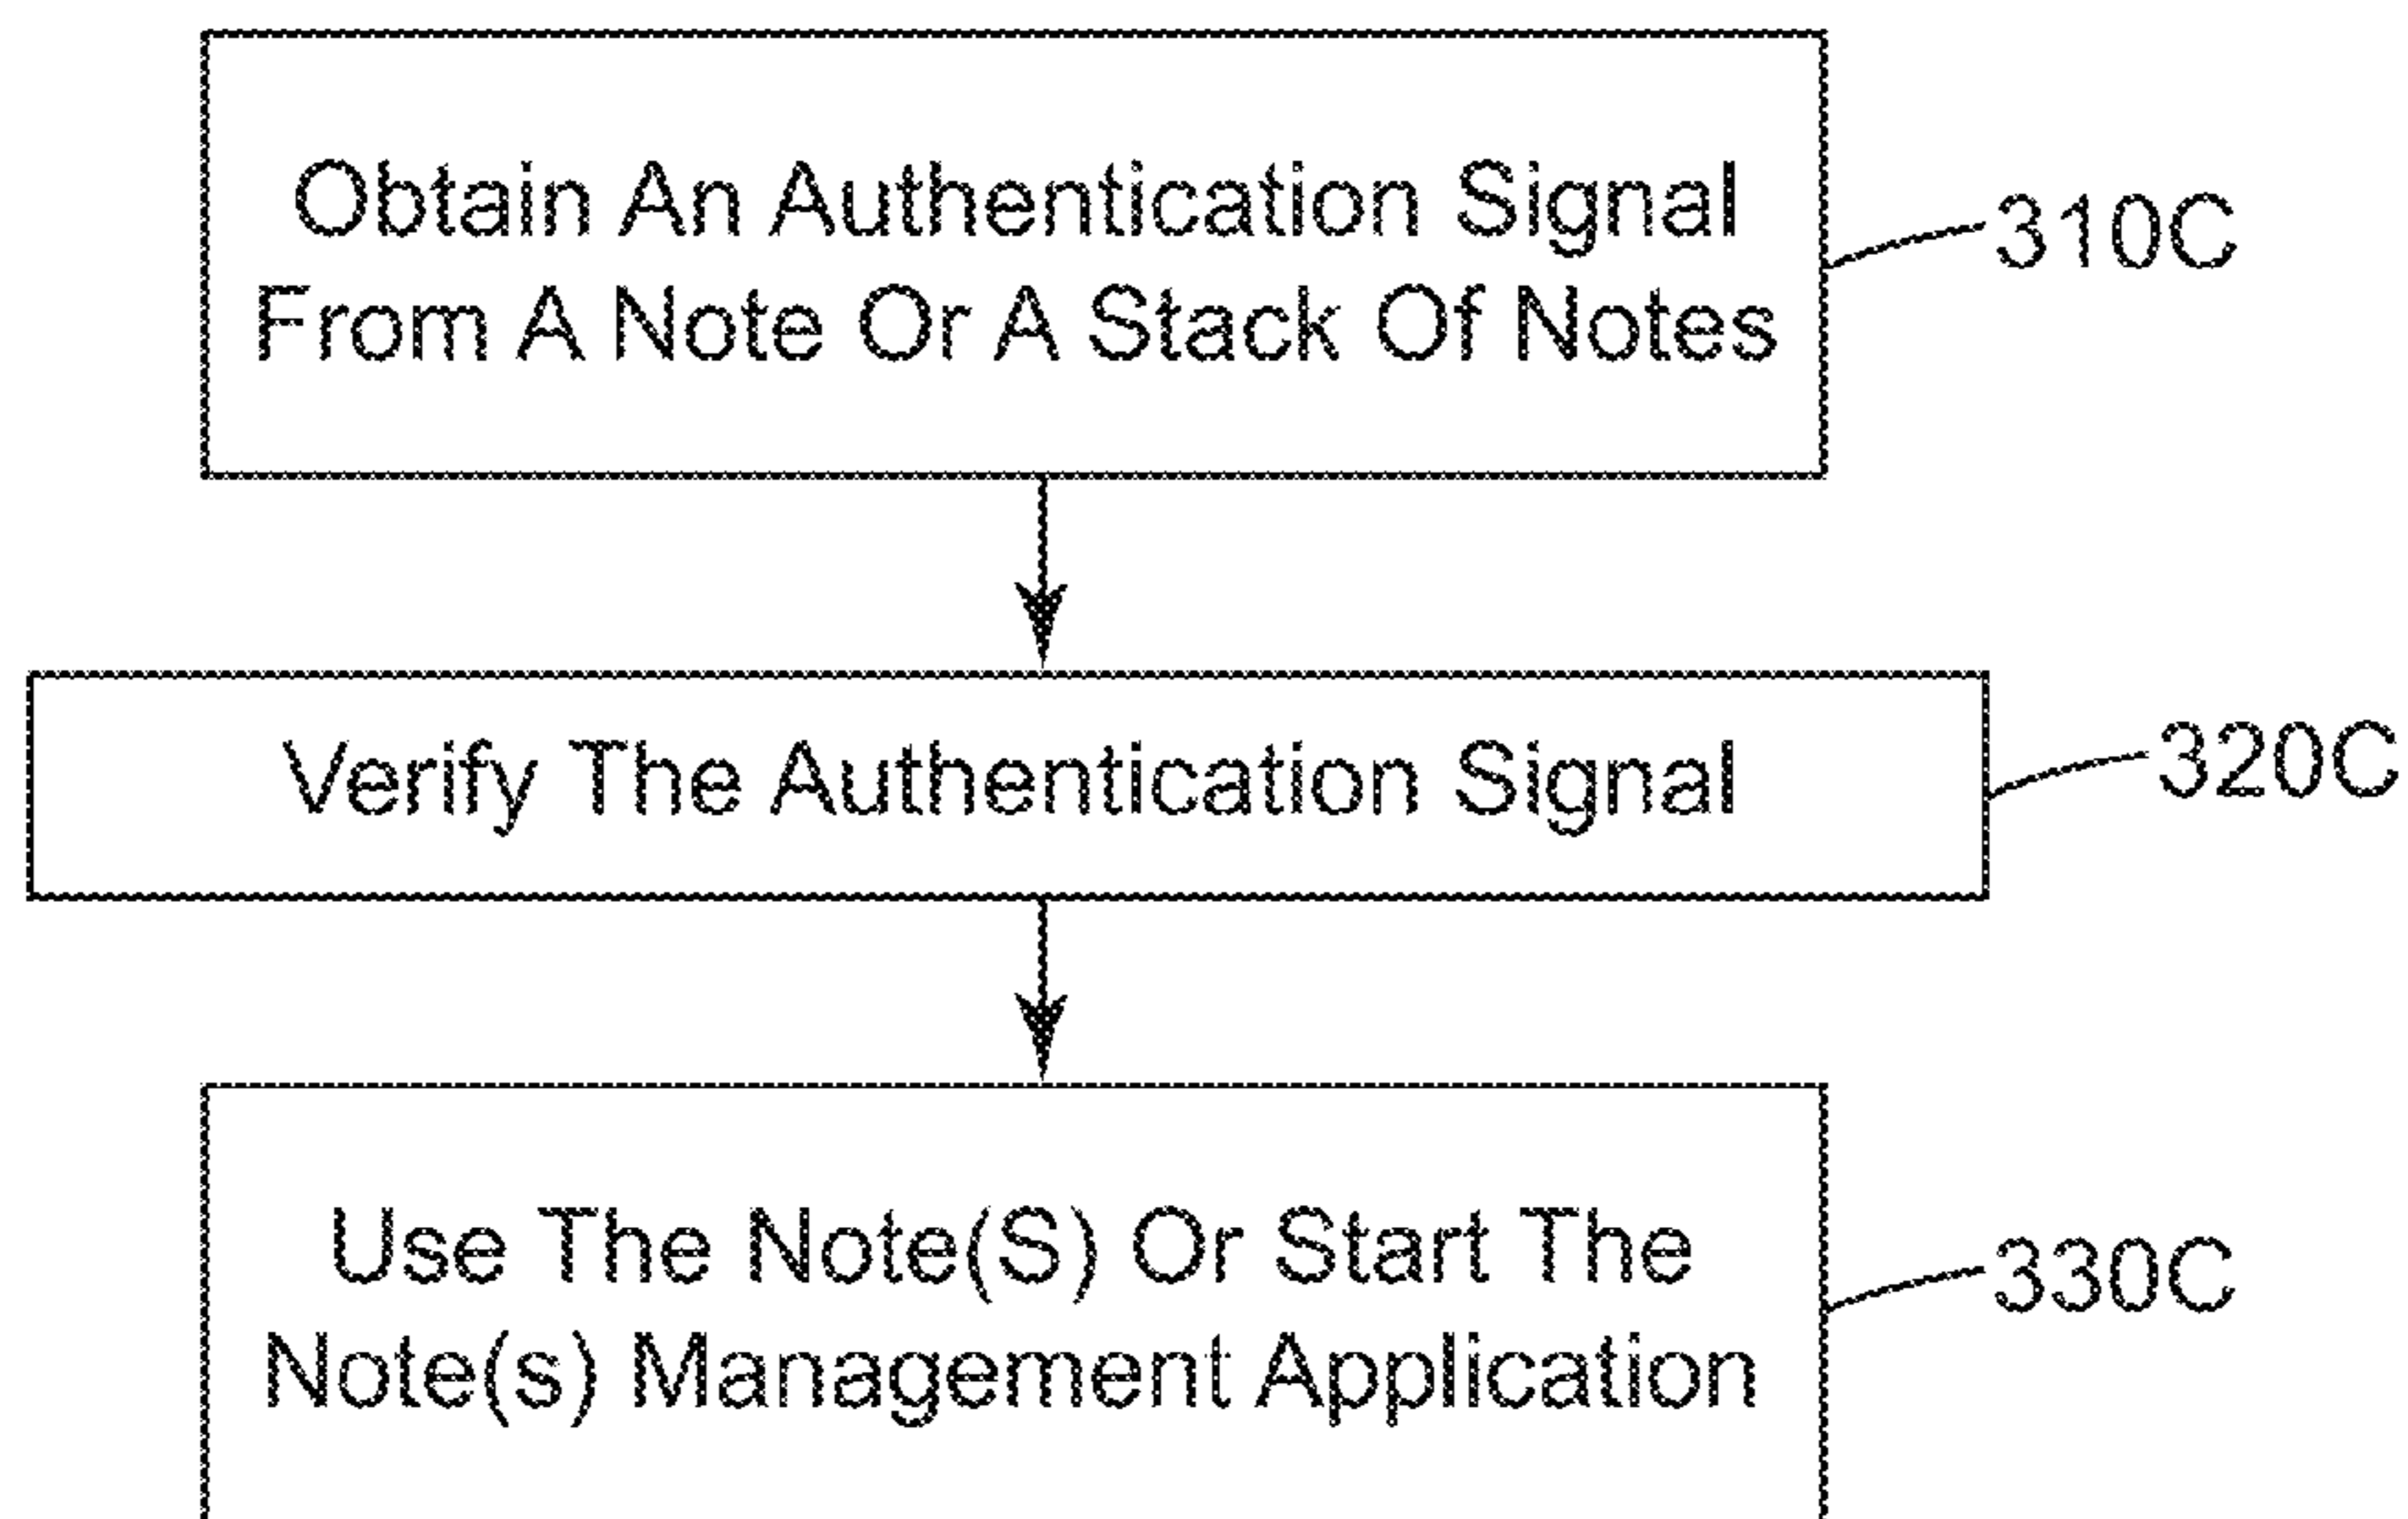 Obtain An Authentication Signal
From A Note Or A Stack Of Notes
310C
Verify The Authentication Signal
320C
Use The Note(S) Or Start The
Note(s) Management Application
330C